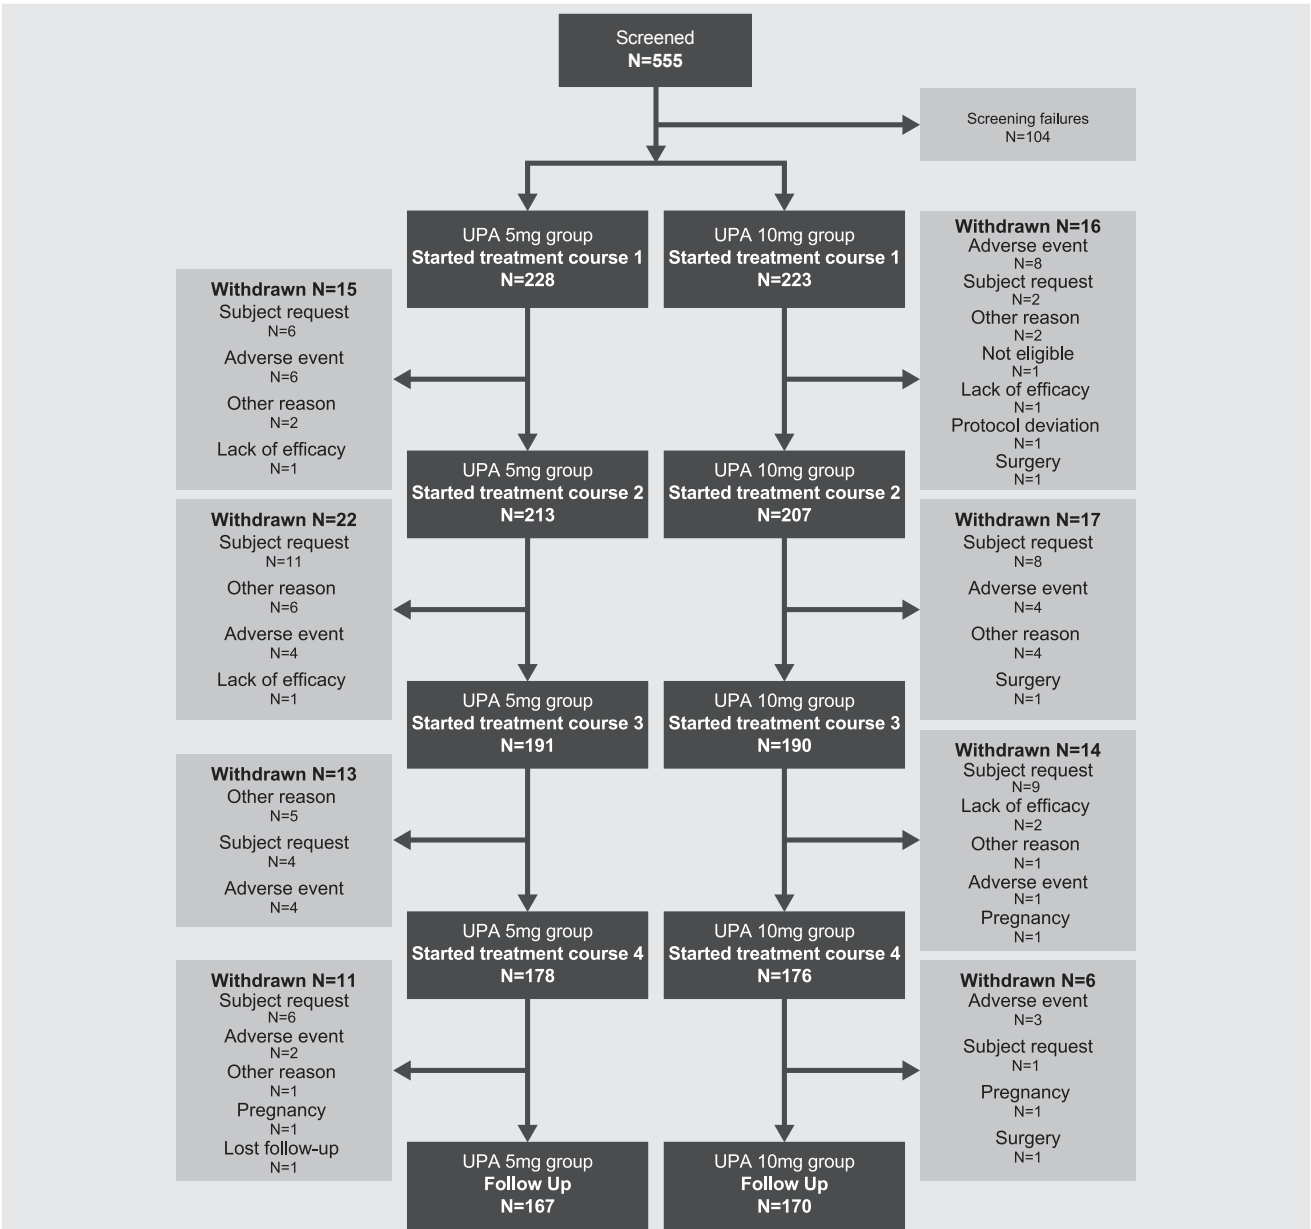 Screened
N=555
Screening failures
N=104
UPA 5mg group
Started treatment course 1
N=228
UPA 10mg group
Started treatment course 1
N=223
Withdrawn N=15
Subject request
N=6
Adverse event
N=6
Other reason
N=2
Lack of efficacy
N=1
Withdrawn N=16
Adverse event
N=8
Subject request
N=2
Other reason
N=2
Not eligible
N=1
Lack of efficacy
N=1
Protocol deviation
N=1
Surgery
N=1
UPA 5mg group
Started treatment course 2
N=213
UPA 10mg group
Started treatment course 2
N=207
Withdrawn N=22
Subject request
N=11
Other reason
N=6
Adverse event
N=4
Lack of efficacy
N=1
Withdrawn N=17
Subject request
N=8
Adverse event
N=4
Other reason
N=4
Surgery
N=1
UPA 5mg group
Started treatment course 3
N=191
UPA 10mg group
Started treatment course 3
N=190
Withdrawn N=13
Other reason
N=5
Subject request
N=4
Adverse event
N=4
Withdrawn N=14
Subject request
N=9
Lack of efficacy
N=2
Other reason
N=1
Adverse event
N=1
Pregnancy
N=1
UPA 5mg group
Started treatment course 4
N=178
UPA 10mg group
Started treatment course 4
N=176
Withdrawn N=11
Subject request
N=6
Adverse event
N=2
Other reason
N=1
Pregnancy
N=1
Lost follow-up
N=1
Withdrawn N=6
Adverse event
N=3
Subject request
N=1
Pregnancy
N=1
Surgery
N=1
UPA 5mg group
Follow Up
N=167
UPA 10mg group
Follow Up
N=170